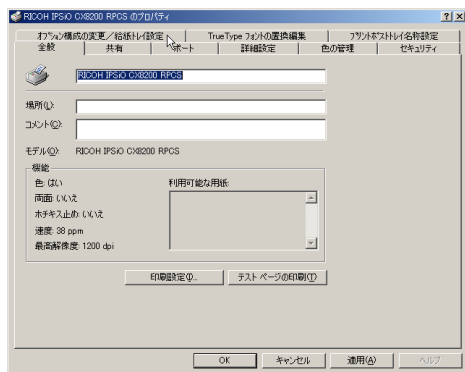 RICOH IPSiO CX8200 RPCS のプロパティ
オプション構成の変更／給紙トレイ設定 TrueType フォントの置換編集 プリントポストトレイ名称設定
全般 共有 ポート 詳細設定 色の管理 セキュリティ
RICOH IPSiO CX8200 RPCS
場所(L):
コメント(C):
モデル(O): RICOH IPSiO CX8200 RPCS
機能
色: はい 利用可能な用紙:
両面: いいえ
ホチキス止め: いいえ
速度: 38 ppm
最高解像度: 1200 dpi
印刷設定(I)... テスト ページの印刷(T)
OK キャンセル 適用(A) ヘルプ